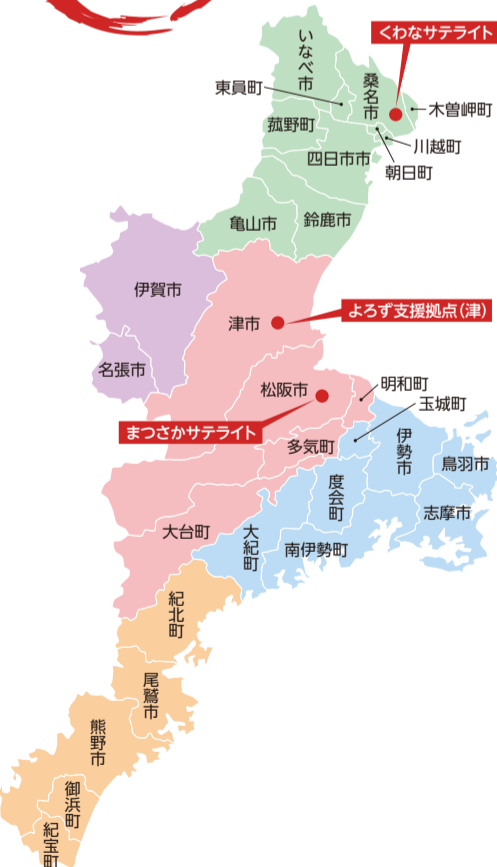 くわなサテライト
いなべ市
桑名市
東員町
木曽岬町
菰野町
川越町
四日市市
朝日町
亀山市
鈴鹿市
伊賀市
よろず支援拠点(津)
津市
名張市
明和町
松阪市
玉城町
まつさかサテライト
多気町
伊勢市
鳥羽市
度会町
志摩市
大台町
大紀町
南伊勢町
紀北町
尾鷲市
熊野市
御浜町
紀宝町